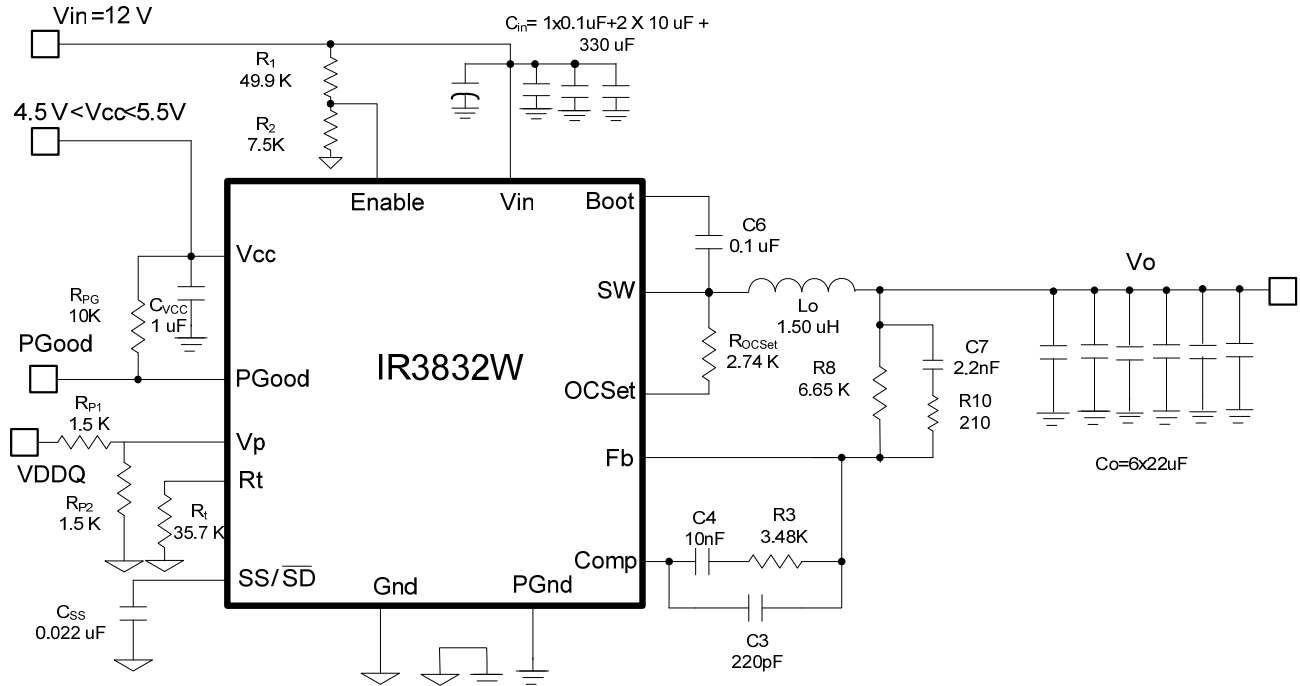 Vin =12 V
Cin= 1x0.1uF+2 X 10 uF +
330 uF
R1
49.9 K
4.5 V<Vcc<5.5V
R2
7.5K
Enable
Vin
Boot
C6
0.1 uF
Vcc
Vo
SW
Lo
1.50 uH
RPG
10K
CVCC
1 uF
PGood
ROCSet
2.74 K
C7
2.2nF
R8
6.65 K
IR3832W
PGood
OCSet
R10
210
RP1
1.5 K
Vp
Fb
VDDQ
Co=6x22uF
Rt
RP2
1.5 K
Rt
35.7 K
C4
10nF
R3
3.48K
Comp
SS/SD
Gnd
PGnd
CSS
0.022 uF
C3
220pF